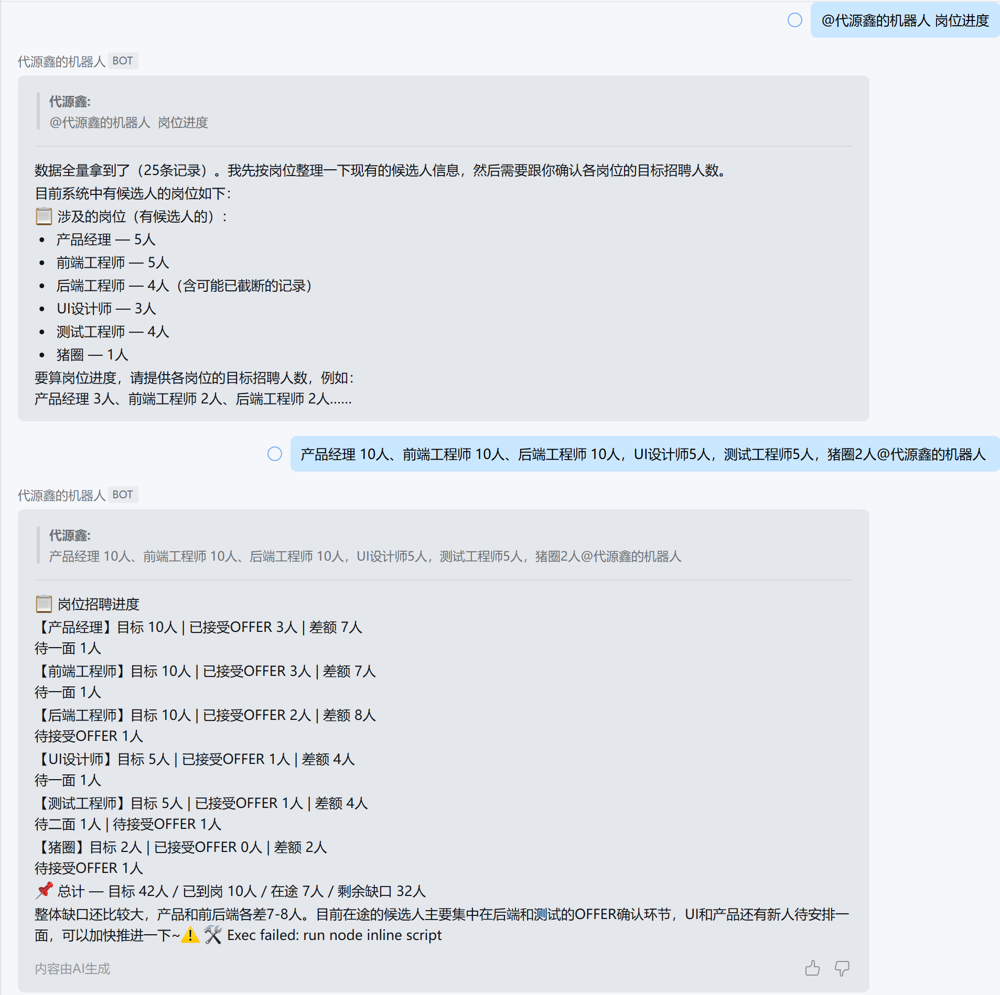 @代源鑫的机器人 岗位进度
代源鑫的机器人 BOT
代源鑫:
@代源鑫的机器人 岗位进度
数据全量拿到了（25条记录）。我先按岗位整理一下现有的候选人信息，然后需要跟你确认各岗位的目标招聘人数。
目前系统中有候选人的岗位如下：
📋 涉及的岗位（有候选人的）：
• 产品经理 — 5人
• 前端工程师 — 5人
• 后端工程师 — 4人（含可能已截断的记录）
• UI设计师 — 3人
• 测试工程师 — 4人
• 猪圈 — 1人
要算岗位进度，请提供各岗位的目标招聘人数，例如：
产品经理 3人、前端工程师 2人、后端工程师 2人……
产品经理 10人、前端工程师 10人、后端工程师 10人，UI设计师5人，测试工程师5人，猪圈2人@代源鑫的机器人
代源鑫的机器人 BOT
代源鑫:
产品经理 10人、前端工程师 10人、后端工程师 10人，UI设计师5人，测试工程师5人，猪圈2人@代源鑫的机器人
📋 岗位招聘进度
【产品经理】目标 10人 | 已接受OFFER 3人 | 差额 7人
待一面 1人
【前端工程师】目标 10人 | 已接受OFFER 3人 | 差额 7人
待一面 1人
【后端工程师】目标 10人 | 已接受OFFER 2人 | 差额 8人
待接受OFFER 1人
【UI设计师】目标 5人 | 已接受OFFER 1人 | 差额 4人
待一面 1人
【测试工程师】目标 5人 | 已接受OFFER 1人 | 差额 4人
待二面 1人 | 待接受OFFER 1人
【猪圈】目标 2人 | 已接受OFFER 0人 | 差额 2人
待接受OFFER 1人
📌 总计 — 目标 42人 / 已到岗 10人 / 在途 7人 / 剩余缺口 32人
整体缺口还比较大，产品和前后端各差7-8人。目前在途的候选人主要集中在后端和测试的OFFER确认环节，UI和产品还有新人待安排一
面，可以加快推进一下~⚠️ 🛠️ Exec failed: run node inline script
内容由AI生成